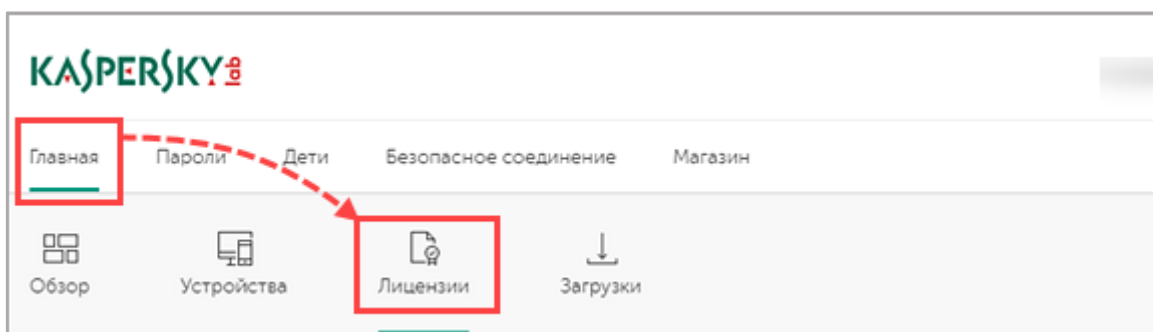 KASPERSKY lab
Главная Пароли Дети Безопасное соединение Магазин
Обзор Устройства Лицензии Загрузки